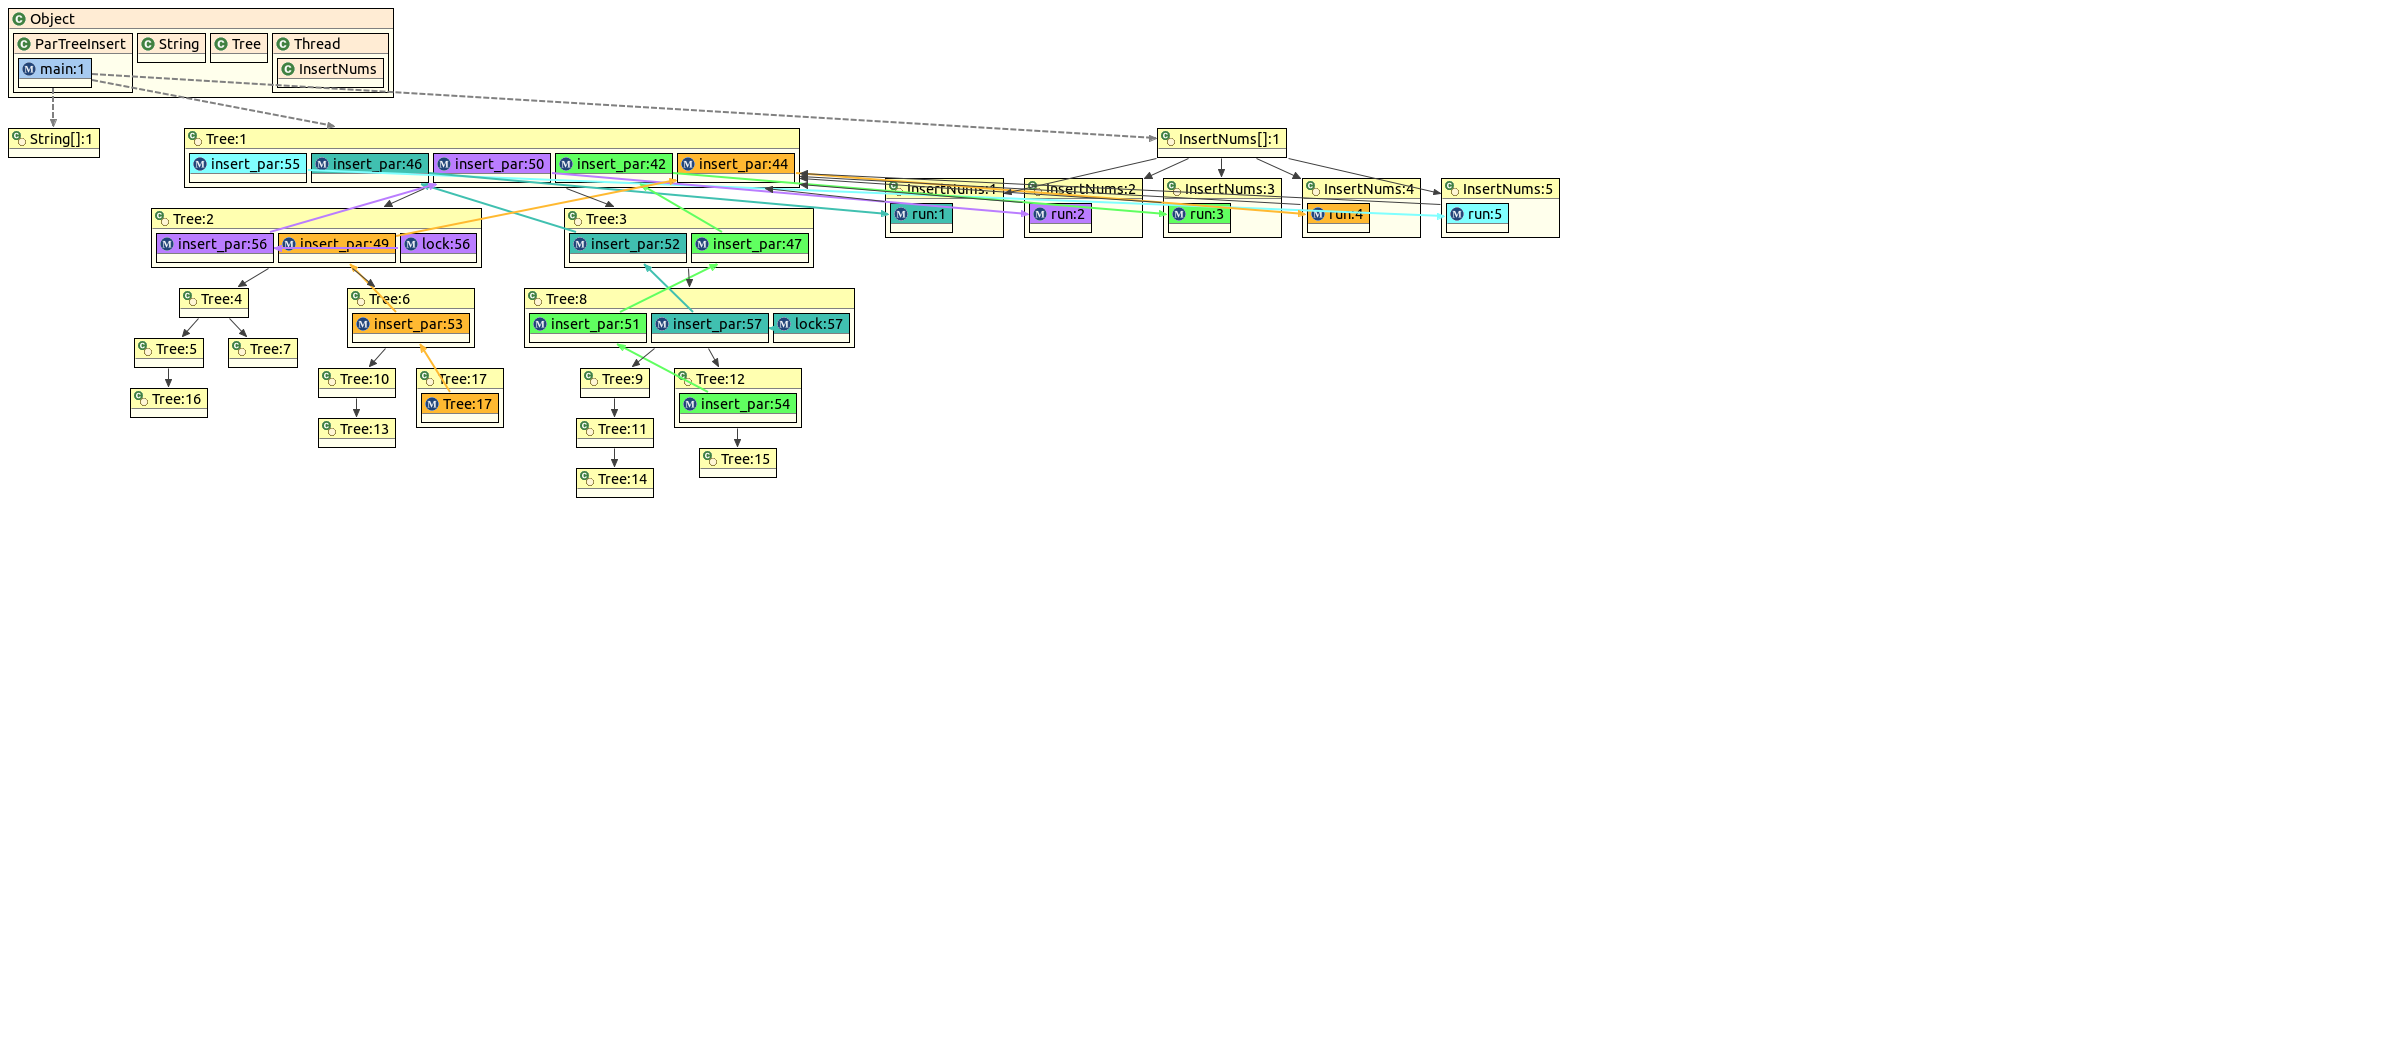 Object
ParTreeInsert String Tree Thread
main:1 InsertNums
String[]:1 Tree:1 InsertNums[]:1
insert_par:55 insert_par:46 insert_par:50 insert_par:42 insert_par:44
InsertNums:1 InsertNums:2 InsertNums:3 InsertNums:4 InsertNums:5
run:1 run:2 run:3 run:4 run:5
Tree:2 Tree:3
insert_par:56 insert_par:49 lock:56 insert_par:52 insert_par:47
Tree:4 Tree:6 Tree:8
insert_par:53 insert_par:51 insert_par:57 lock:57
Tree:5 Tree:7
Tree:10 Tree:17 Tree:9 Tree:12
Tree:16 Tree:17 insert_par:54
Tree:13 Tree:11
Tree:15
Tree:14